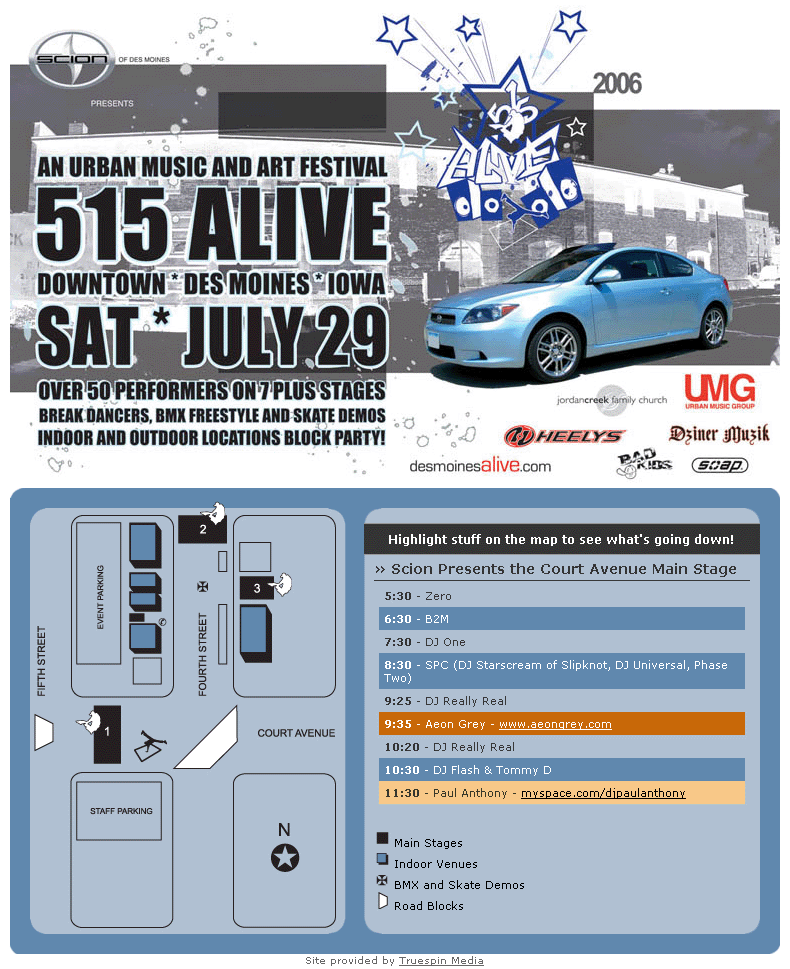 SCION
OF DES MOINES
PRESENTS
2006
515
ALIVE
AN URBAN MUSIC AND ART FESTIVAL
515 ALIVE
DOWNTOWN * DES MOINES * IOWA
SAT * JULY 29
OVER 50 PERFORMERS ON 7 PLUS STAGES
BREAK DANCERS, BMX FREESTYLE AND SKATE DEMOS
INDOOR AND OUTDOOR LOCATIONS BLOCK PARTY!
jordancreek family church
UMG
URBAN MUSIC GROUP
HEELYS
Dziner Muzik
desmoinesalive.com
BAD KIDS
soap
EVENT PARKING
2
3
FIFTH STREET
FOURTH STREET
1
COURT AVENUE
STAFF PARKING
N
Highlight stuff on the map to see what's going down!
» Scion Presents the Court Avenue Main Stage
5:30 - Zero
6:30 - B2M
7:30 - DJ One
8:30 - SPC (DJ Starscream of Slipknot, DJ Universal, Phase
Two)
9:25 - DJ Really Real
9:35 - Aeon Grey - www.aeongrey.com
10:20 - DJ Really Real
10:30 - DJ Flash & Tommy D
11:30 - Paul Anthony - myspace.com/djpaulanthony
Main Stages
Indoor Venues
BMX and Skate Demos
Road Blocks
Site provided by Truespin Media